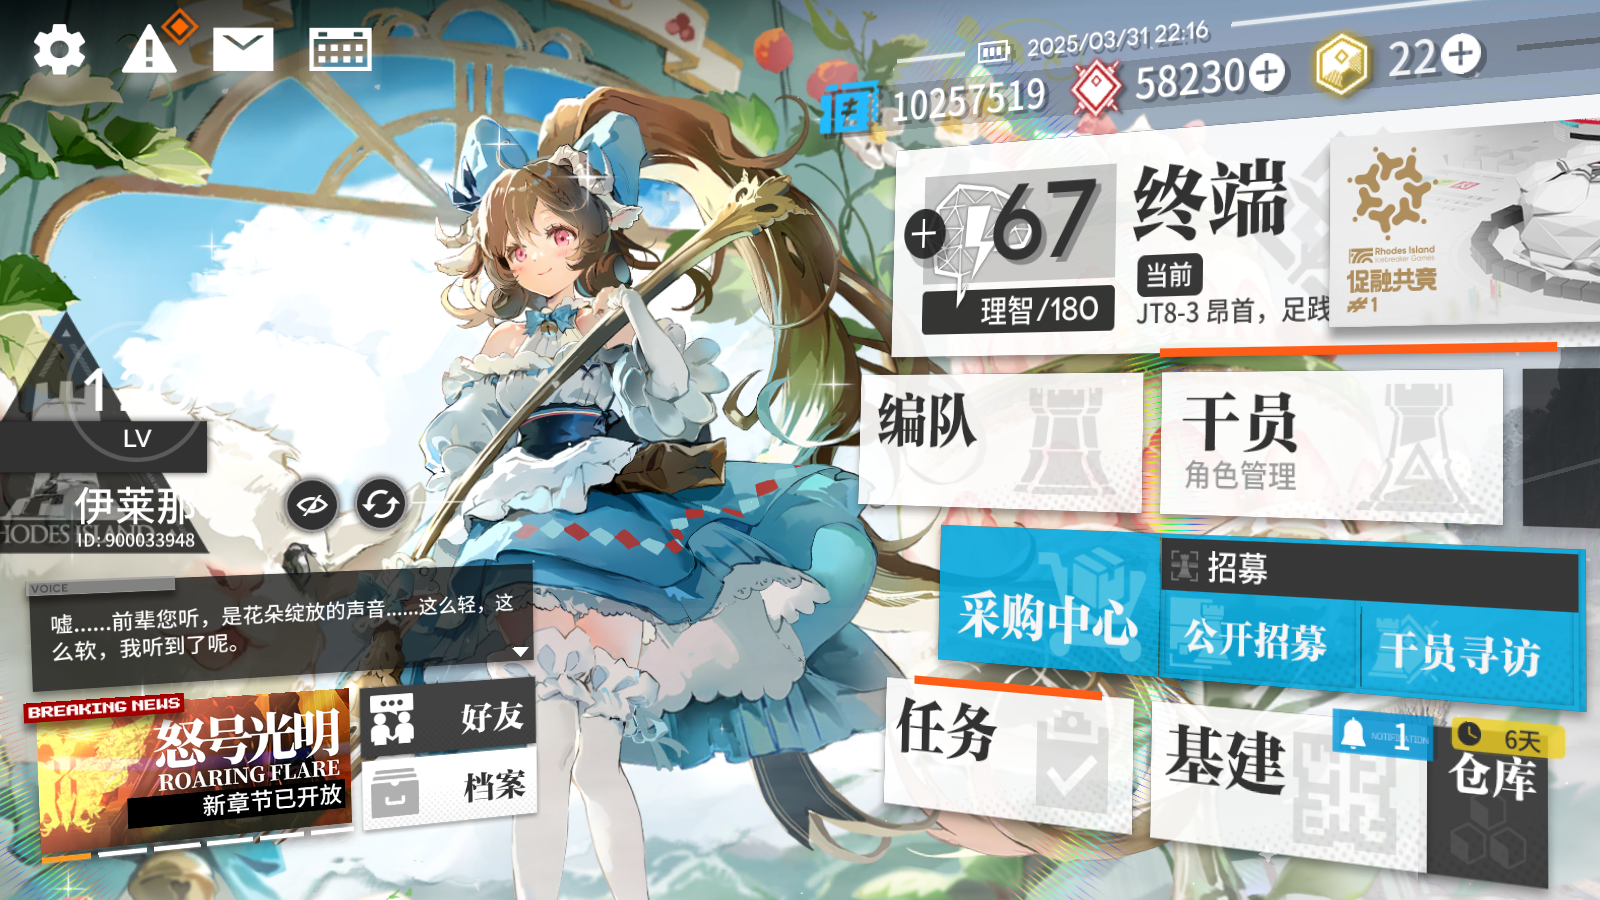 2025/03/31 22:16
10257519
58230
22
67
理智/180
终端
当前
JT8-3 昂首，足践
Rhodes Island
Icebreaker Games
促融共竞
#1
编队
干员
角色管理
LV
伊莱那
RHODES ISLAND
ID: 900033948
VOICE
嘘……前辈您听，是花朵绽放的声音……这么轻，这
么软，我听到了呢。
BREAKING NEWS
怒号光明
ROARING FLARE
新章节已开放
好友
档案
采购中心
招募
公开招募
干员寻访
任务
基建
NOTIFICATION
1
6天
仓库